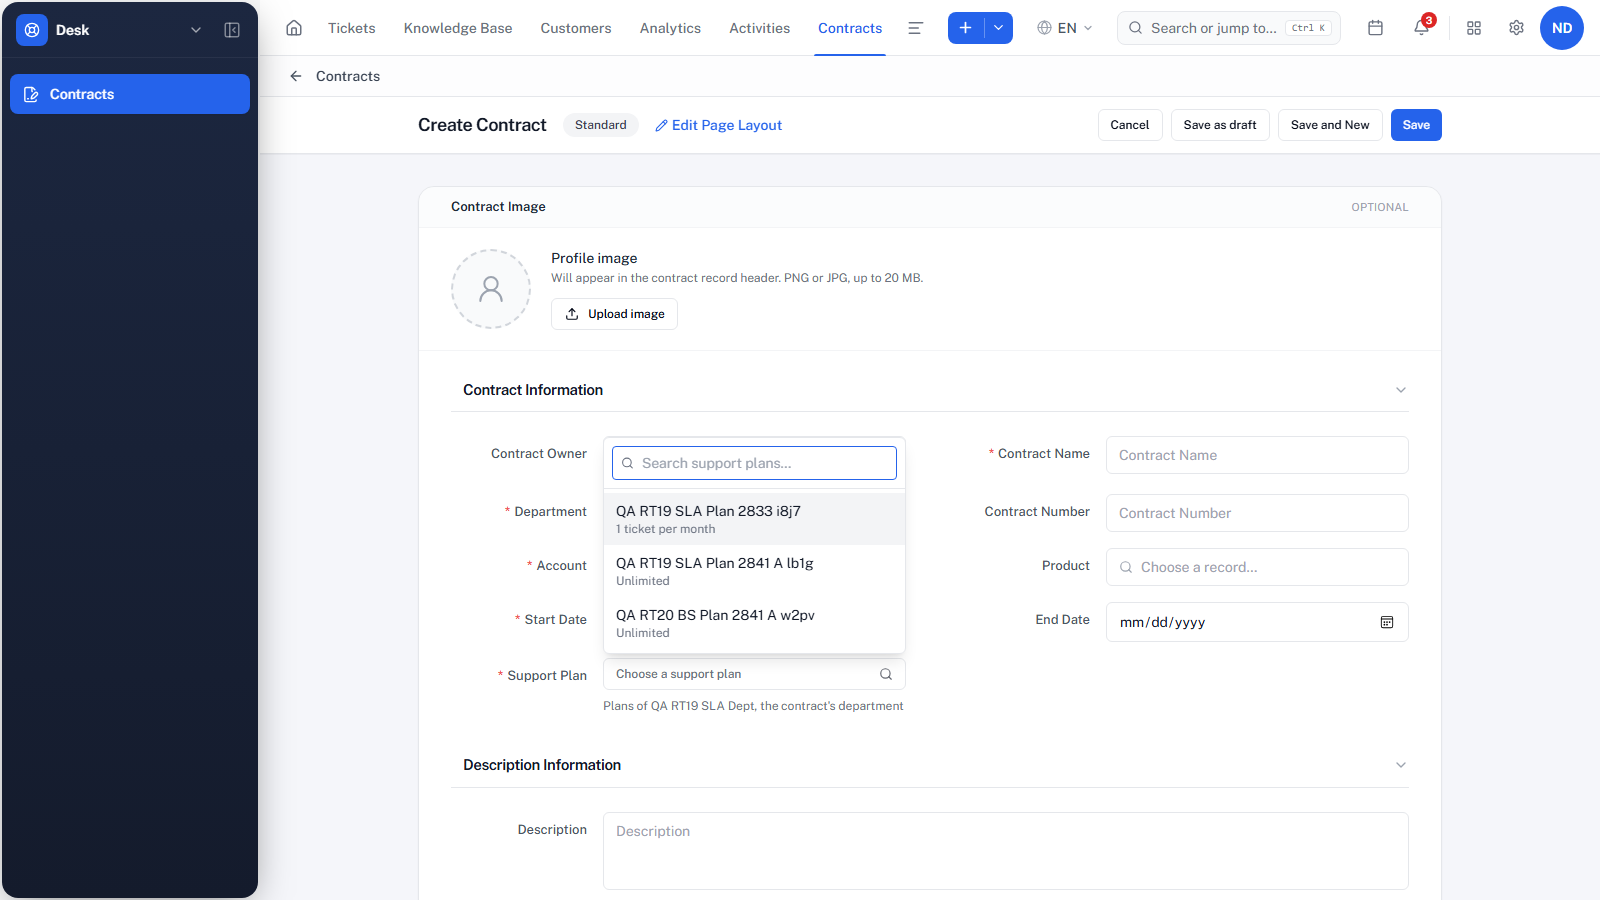 Desk
Contracts
Tickets
Knowledge Base
Customers
Analytics
Activities
Contracts
EN
Search or jump to...
Ctrl K
3
ND
Contracts
Create Contract
Standard
Edit Page Layout
Cancel
Save as draft
Save and New
Save
Contract Image
OPTIONAL
Profile image
Will appear in the contract record header. PNG or JPG, up to 20 MB.
Upload image
Contract Information
Contract Owner
Search support plans...
* Contract Name
Contract Name
* Department
QA RT19 SLA Plan 2833 i8j7
1 ticket per month
Contract Number
Contract Number
* Account
QA RT19 SLA Plan 2841 A lb1g
Unlimited
Product
Choose a record...
* Start Date
QA RT20 BS Plan 2841 A w2pv
Unlimited
End Date
mm/dd/yyyy
* Support Plan
Choose a support plan
Plans of QA RT19 SLA Dept, the contract's department
Description Information
Description
Description